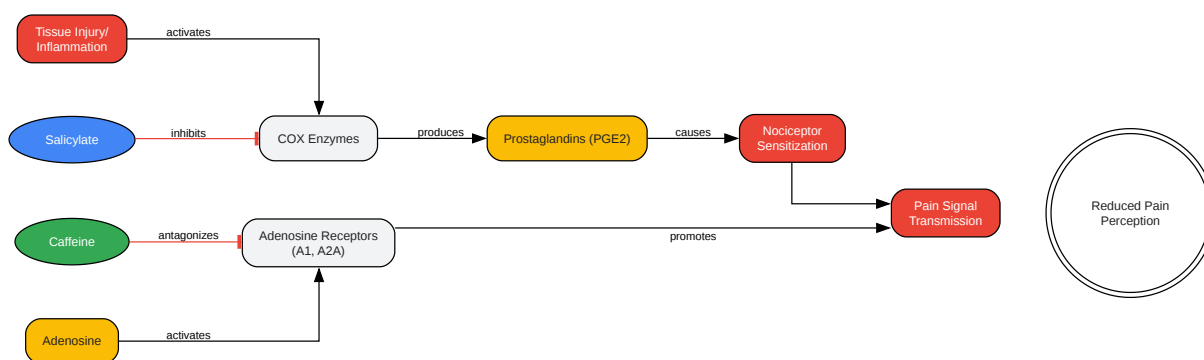 Tissue Injury/
Inflammation
activates
Salicylate
inhibits
COX Enzymes
produces
Prostaglandins (PGE2)
causes
Nociceptor
Sensitization
Pain Signal
Transmission
Reduced Pain
Perception
Caffeine
antagonizes
Adenosine Receptors
(A1, A2A)
promotes
Adenosine
activates